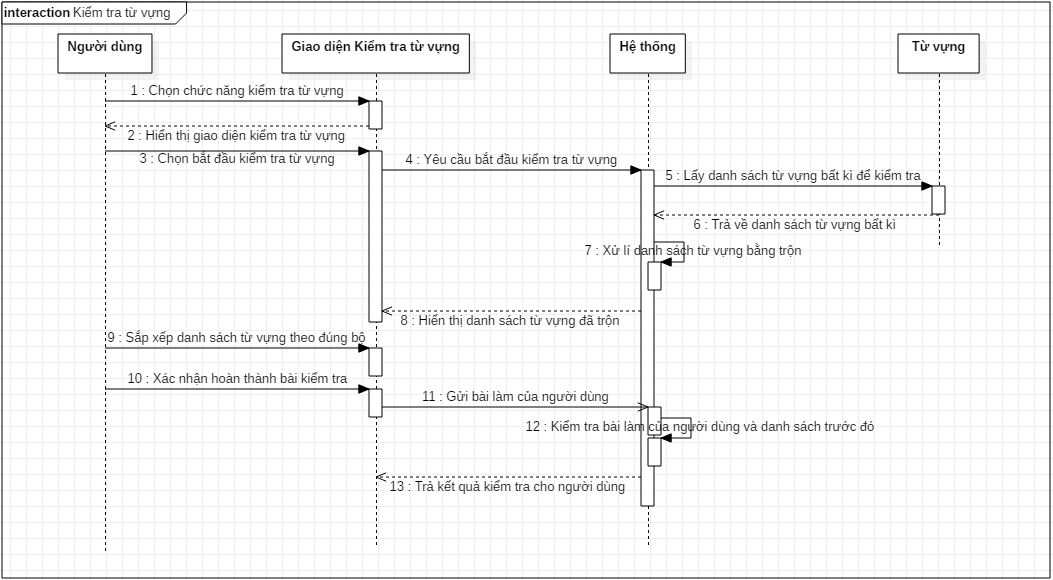 interaction Kiểm tra từ vựng
Người dùng
Giao diện Kiểm tra từ vựng
Hệ thống
Từ vựng
1 : Chọn chức năng kiểm tra từ vựng
2 : Hiển thị giao diện kiểm tra từ vựng
3 : Chọn bắt đầu kiểm tra từ vựng
4 : Yêu cầu bắt đầu kiểm tra từ vựng
5 : Lấy danh sách từ vựng bất kì để kiểm tra
6 : Trả về danh sách từ vựng bất kì
7 : Xử lí danh sách từ vựng bằng trộn
8 : Hiển thị danh sách từ vựng đã trộn
9 : Sắp xếp danh sách từ vựng theo đúng bộ
10 : Xác nhận hoàn thành bài kiểm tra
11 : Gửi bài làm của người dùng
12 : Kiểm tra bài làm của người dùng và danh sách trước đó
13 : Trả kết quả kiểm tra cho người dùng